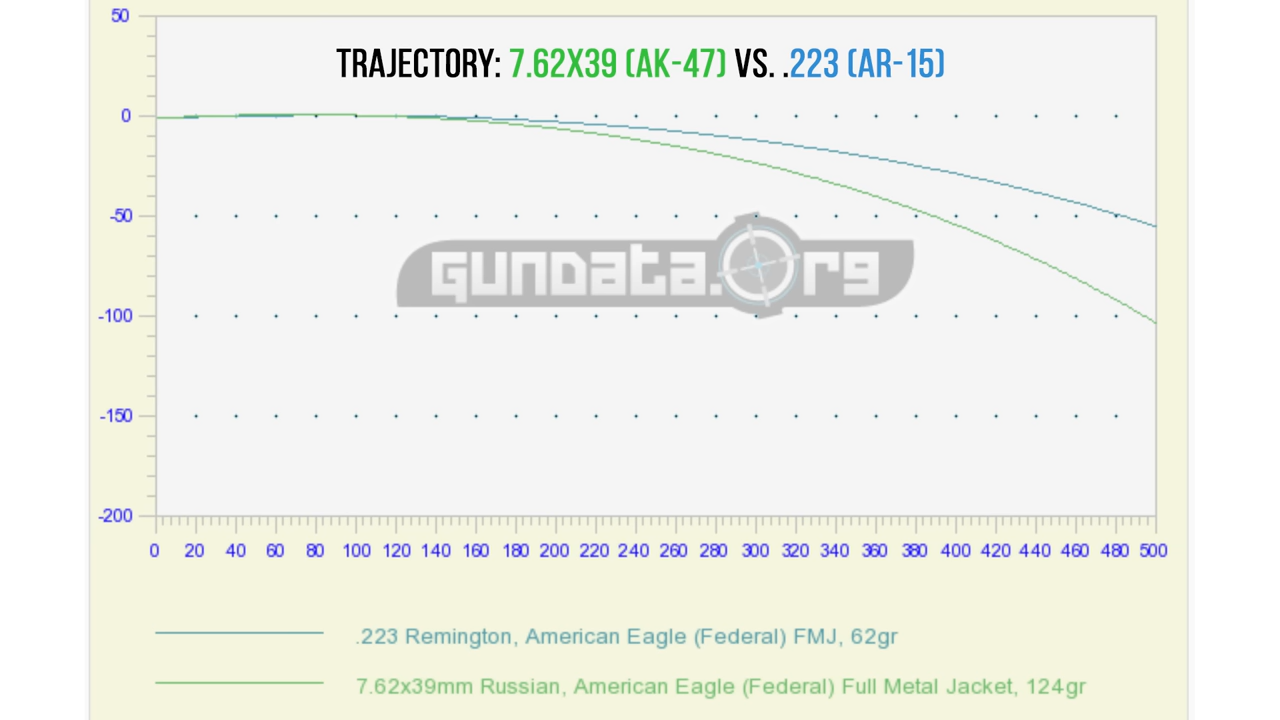 50
TRAJECTORY: 7.62X39 (AK-47) VS. .223 (AR-15)
0
-50
GUNDATA.ORG
-100
-150
-200
0 20 40 60 80 100 120 140 160 180 200 220 240 260 280 300 320 340 360 380 400 420 440 460 480 500
.223 Remington, American Eagle (Federal) FMJ, 62gr
7.62x39mm Russian, American Eagle (Federal) Full Metal Jacket, 124gr